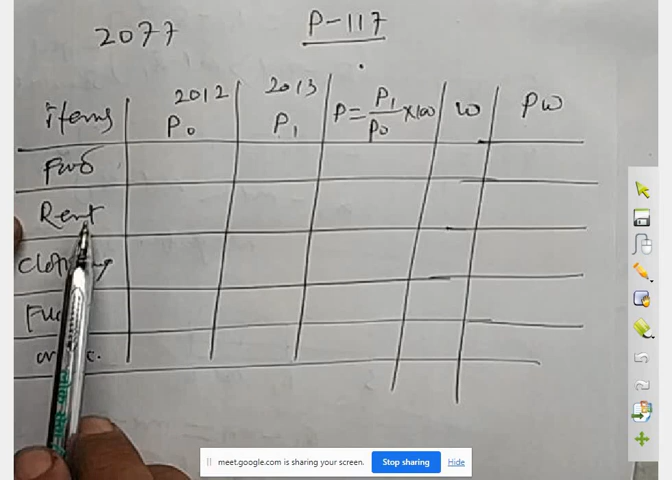 2077 P-117
2012 2013
items P₀ P₁ P = P₁/P₀ × 100 W PW
Food
Rent
Clothing
meet.google.com is sharing your screen. Stop sharing Hide